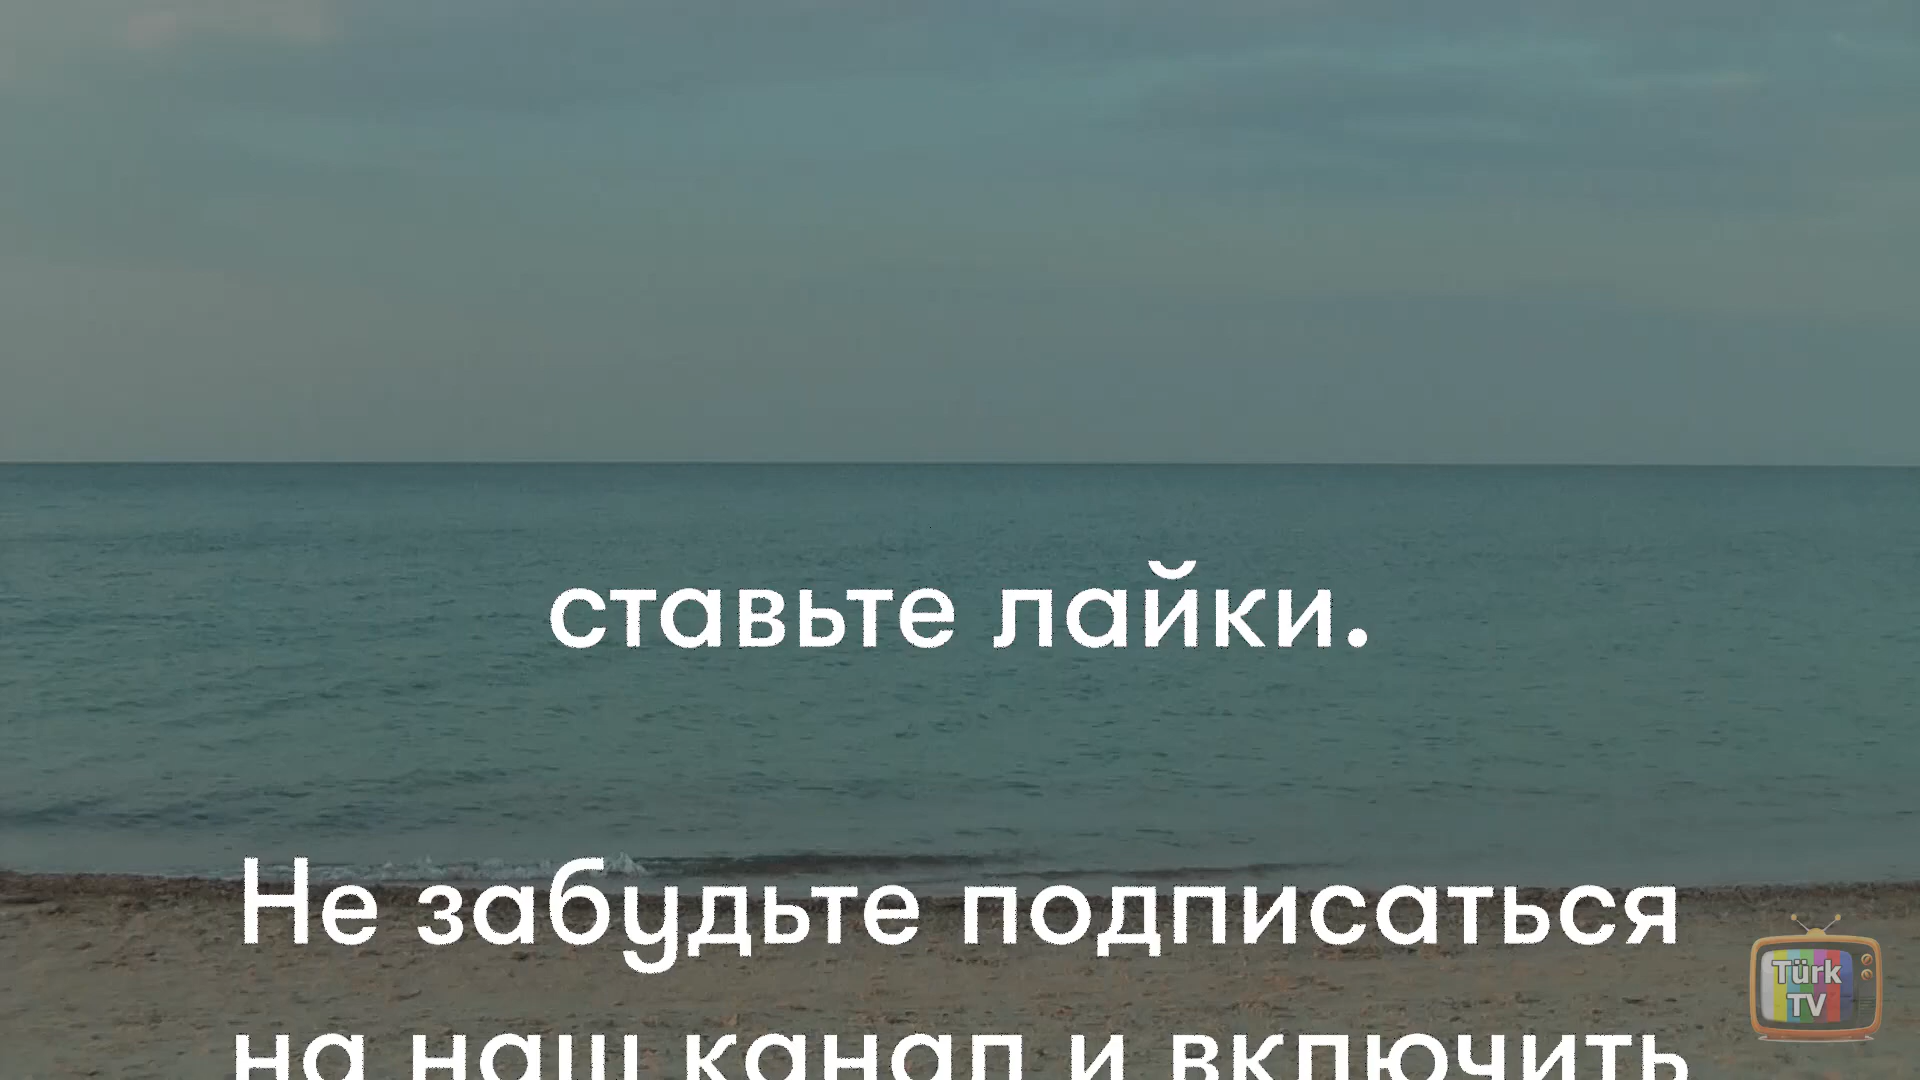 ставьте лайки.
Не забудьте подписаться
на наш канал и включить
Türk
TV